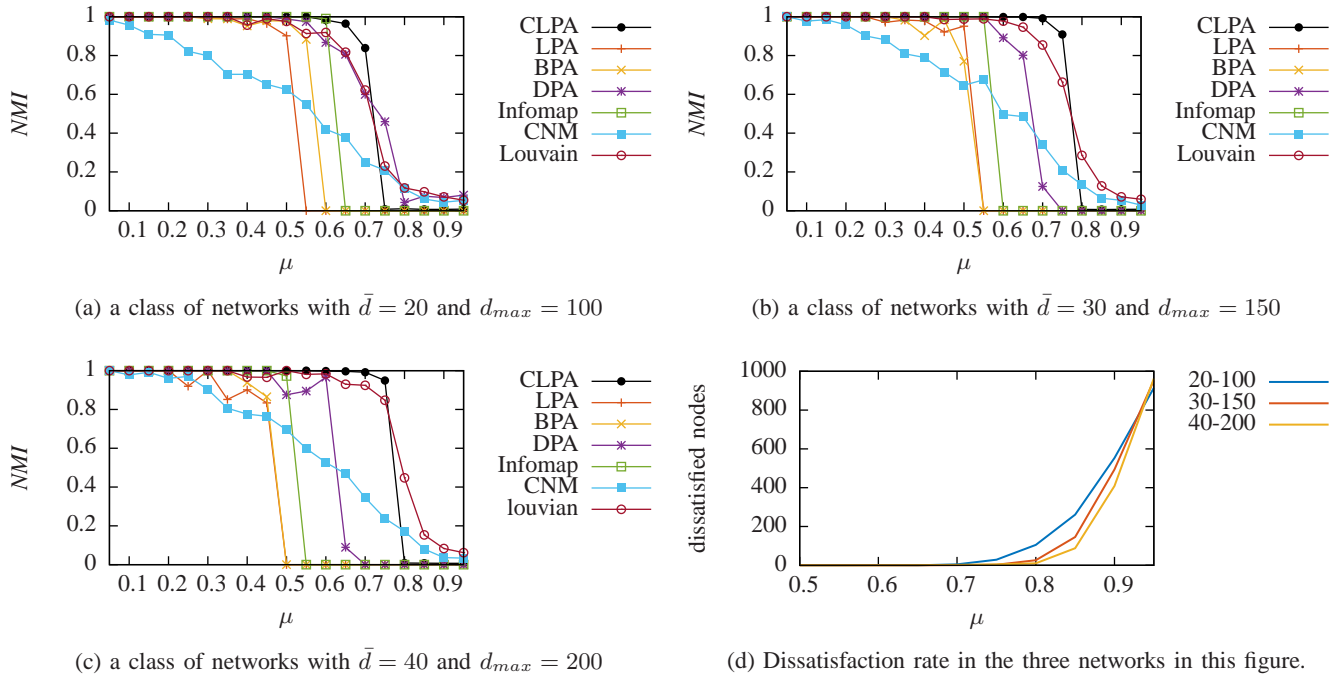 NMI
1
0.8
0.6
0.4
0.2
0
0.1 0.2 0.3 0.4 0.5 0.6 0.7 0.8 0.9
μ
CLPA
LPA
BPA
DPA
Infomap
CNM
Louvain
(a) a class of networks with d̄ = 20 and d_max = 100
NMI
1
0.8
0.6
0.4
0.2
0
0.1 0.2 0.3 0.4 0.5 0.6 0.7 0.8 0.9
μ
CLPA
LPA
BPA
DPA
Infomap
CNM
Louvain
(b) a class of networks with d̄ = 30 and d_max = 150
NMI
1
0.8
0.6
0.4
0.2
0
0.1 0.2 0.3 0.4 0.5 0.6 0.7 0.8 0.9
μ
CLPA
LPA
BPA
DPA
Infomap
CNM
louvian
(c) a class of networks with d̄ = 40 and d_max = 200
dissatisfied nodes
1000
800
600
400
200
0
0.5 0.6 0.7 0.8 0.9
μ
20-100
30-150
40-200
(d) Dissatisfaction rate in the three networks in this figure.